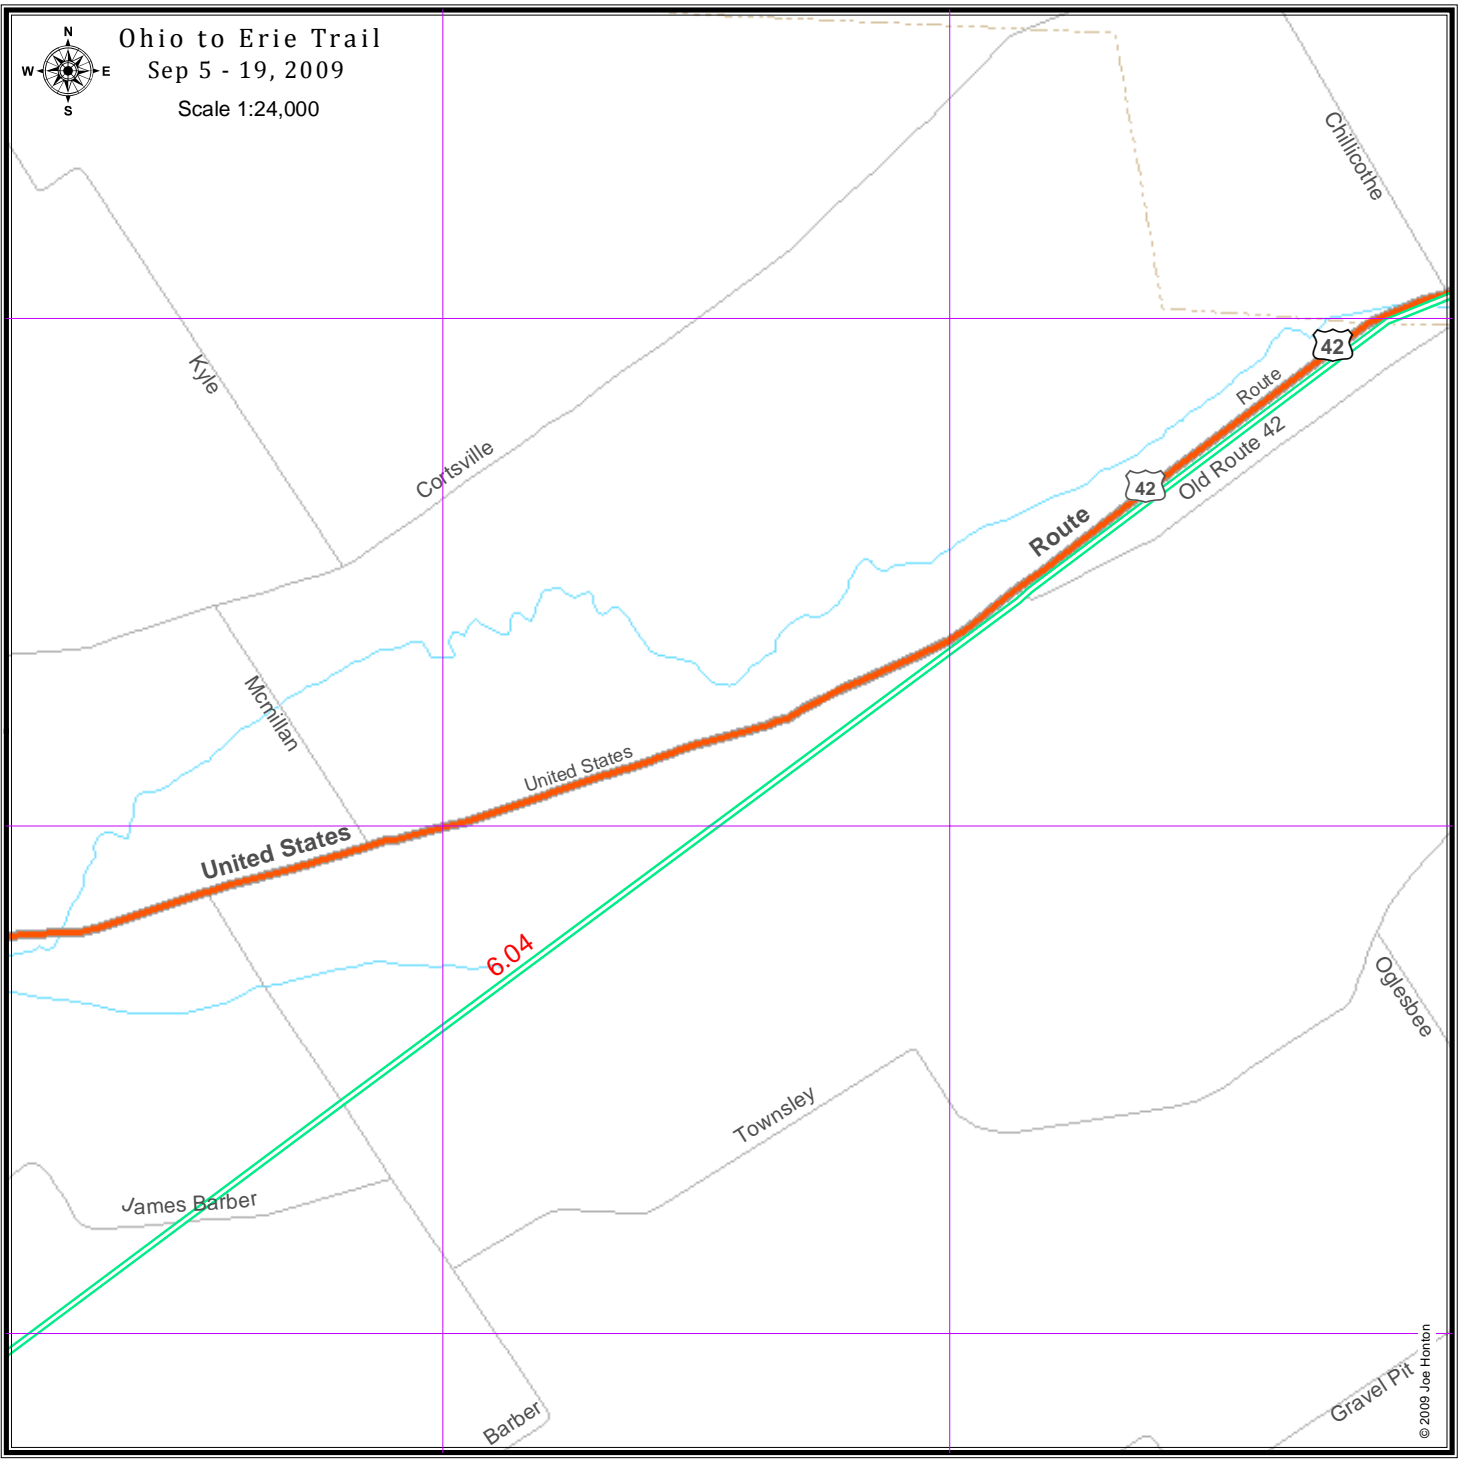 N
W E
S
Ohio to Erie Trail
Sep 5 - 19, 2009
Scale 1:24,000
Chillicothe
Kyle
42
Route
Cortsville
Old Route 42
42
Route
Mcmillan
United States
United States
6.04
Oglesbee
Townsley
James Barber
Barber
Gravel Pit
© 2009 Joe Honton